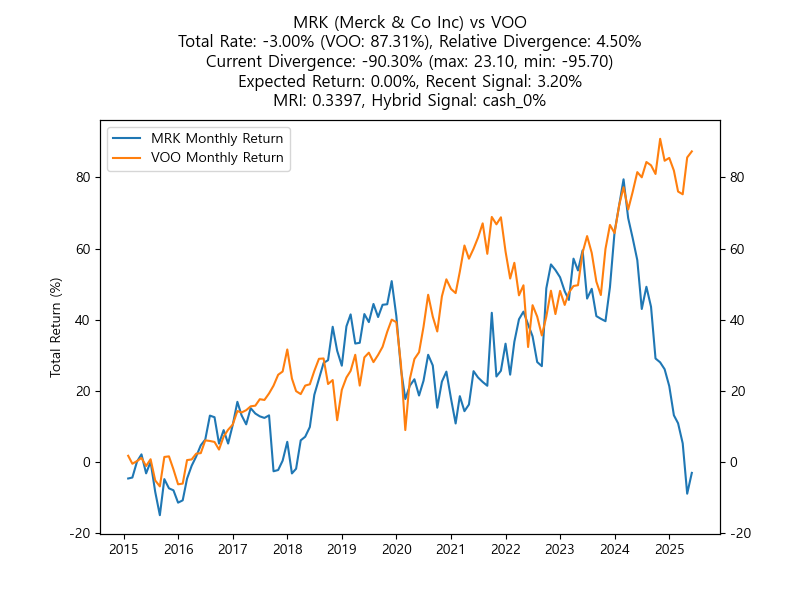 MRK (Merck & Co Inc) vs VOO
Total Rate: -3.00% (VOO: 87.31%), Relative Divergence: 4.50%
Current Divergence: -90.30% (max: 23.10, min: -95.70)
Expected Return: 0.00%, Recent Signal: 3.20%
MRI: 0.3397, Hybrid Signal: cash_0%
MRK Monthly Return
VOO Monthly Return
Total Return (%)
80
60
40
20
0
-20
80
60
40
20
0
-20
2015 2016 2017 2018 2019 2020 2021 2022 2023 2024 2025